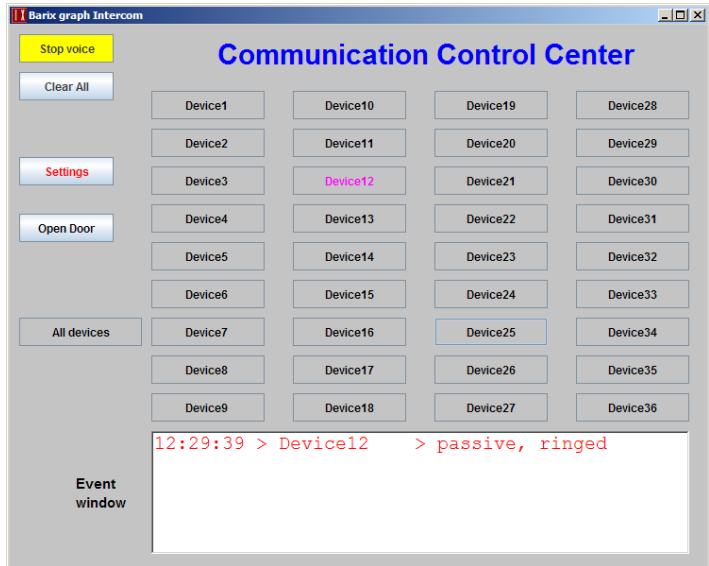 Barix graph Intercom
Stop voice
Communication Control Center
Clear All
Device1 Device10 Device19 Device28
Device2 Device11 Device20 Device29
Settings
Device3 Device12 Device21 Device30
Device4 Device13 Device22 Device31
Open Door
Device5 Device14 Device23 Device32
Device6 Device15 Device24 Device33
All devices Device7 Device16 Device25 Device34
Device8 Device17 Device26 Device35
Device9 Device18 Device27 Device36
12:29:39 > Device12 > passive, ringed
Event
window